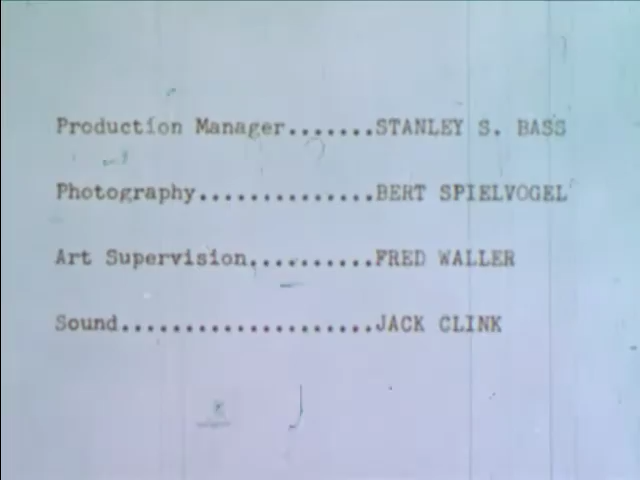 Production Manager.......STANLEY S. BASS
Photography..............BERT SPIELVOGEL
Art Supervision..........FRED WALLER
Sound....................JACK CLINK